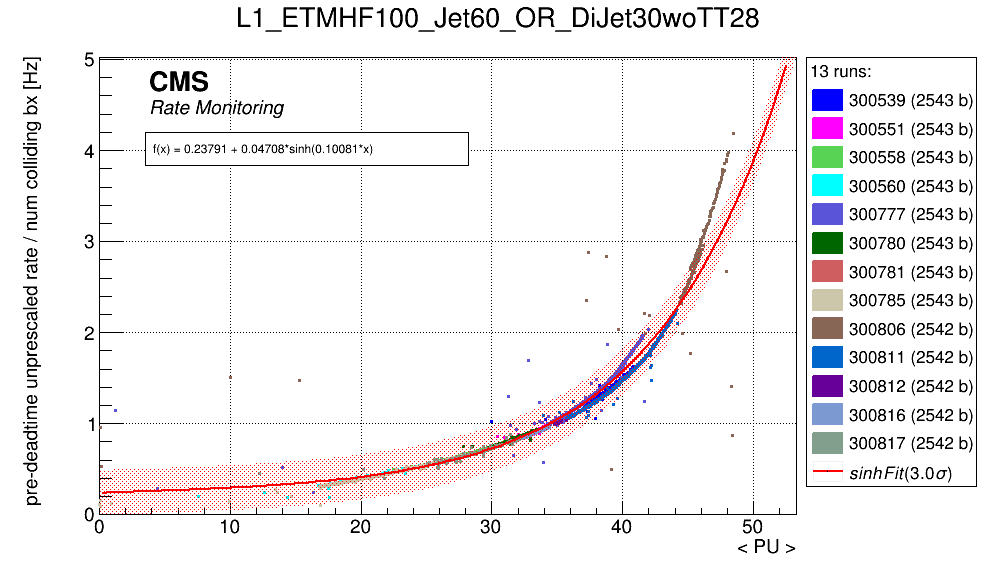 L1_ETMHF100_Jet60_OR_DiJet30woTT28
pre-deadtime unprescaled rate / num colliding bx [Hz]
5
4
3
2
1
0
CMS
Rate Monitoring
f(x) = 0.23791 + 0.04708*sinh(0.10081*x)
0 10 20 30 40 50
< PU >
13 runs:
300539 (2543 b)
300551 (2543 b)
300558 (2543 b)
300560 (2543 b)
300777 (2543 b)
300780 (2543 b)
300781 (2543 b)
300785 (2543 b)
300806 (2542 b)
300811 (2542 b)
300812 (2542 b)
300816 (2542 b)
300817 (2542 b)
sinhFit(3.0σ)